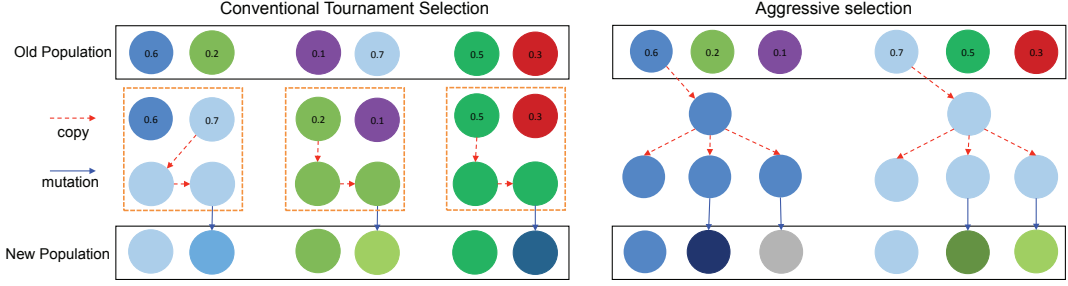 Conventional Tournament Selection
Aggressive selection
Old Population
0.6 0.2 0.1 0.7 0.5 0.3
0.6 0.2 0.1 0.7 0.5 0.3
0.6 0.7 0.2 0.1 0.5 0.3
copy
mutation
New Population